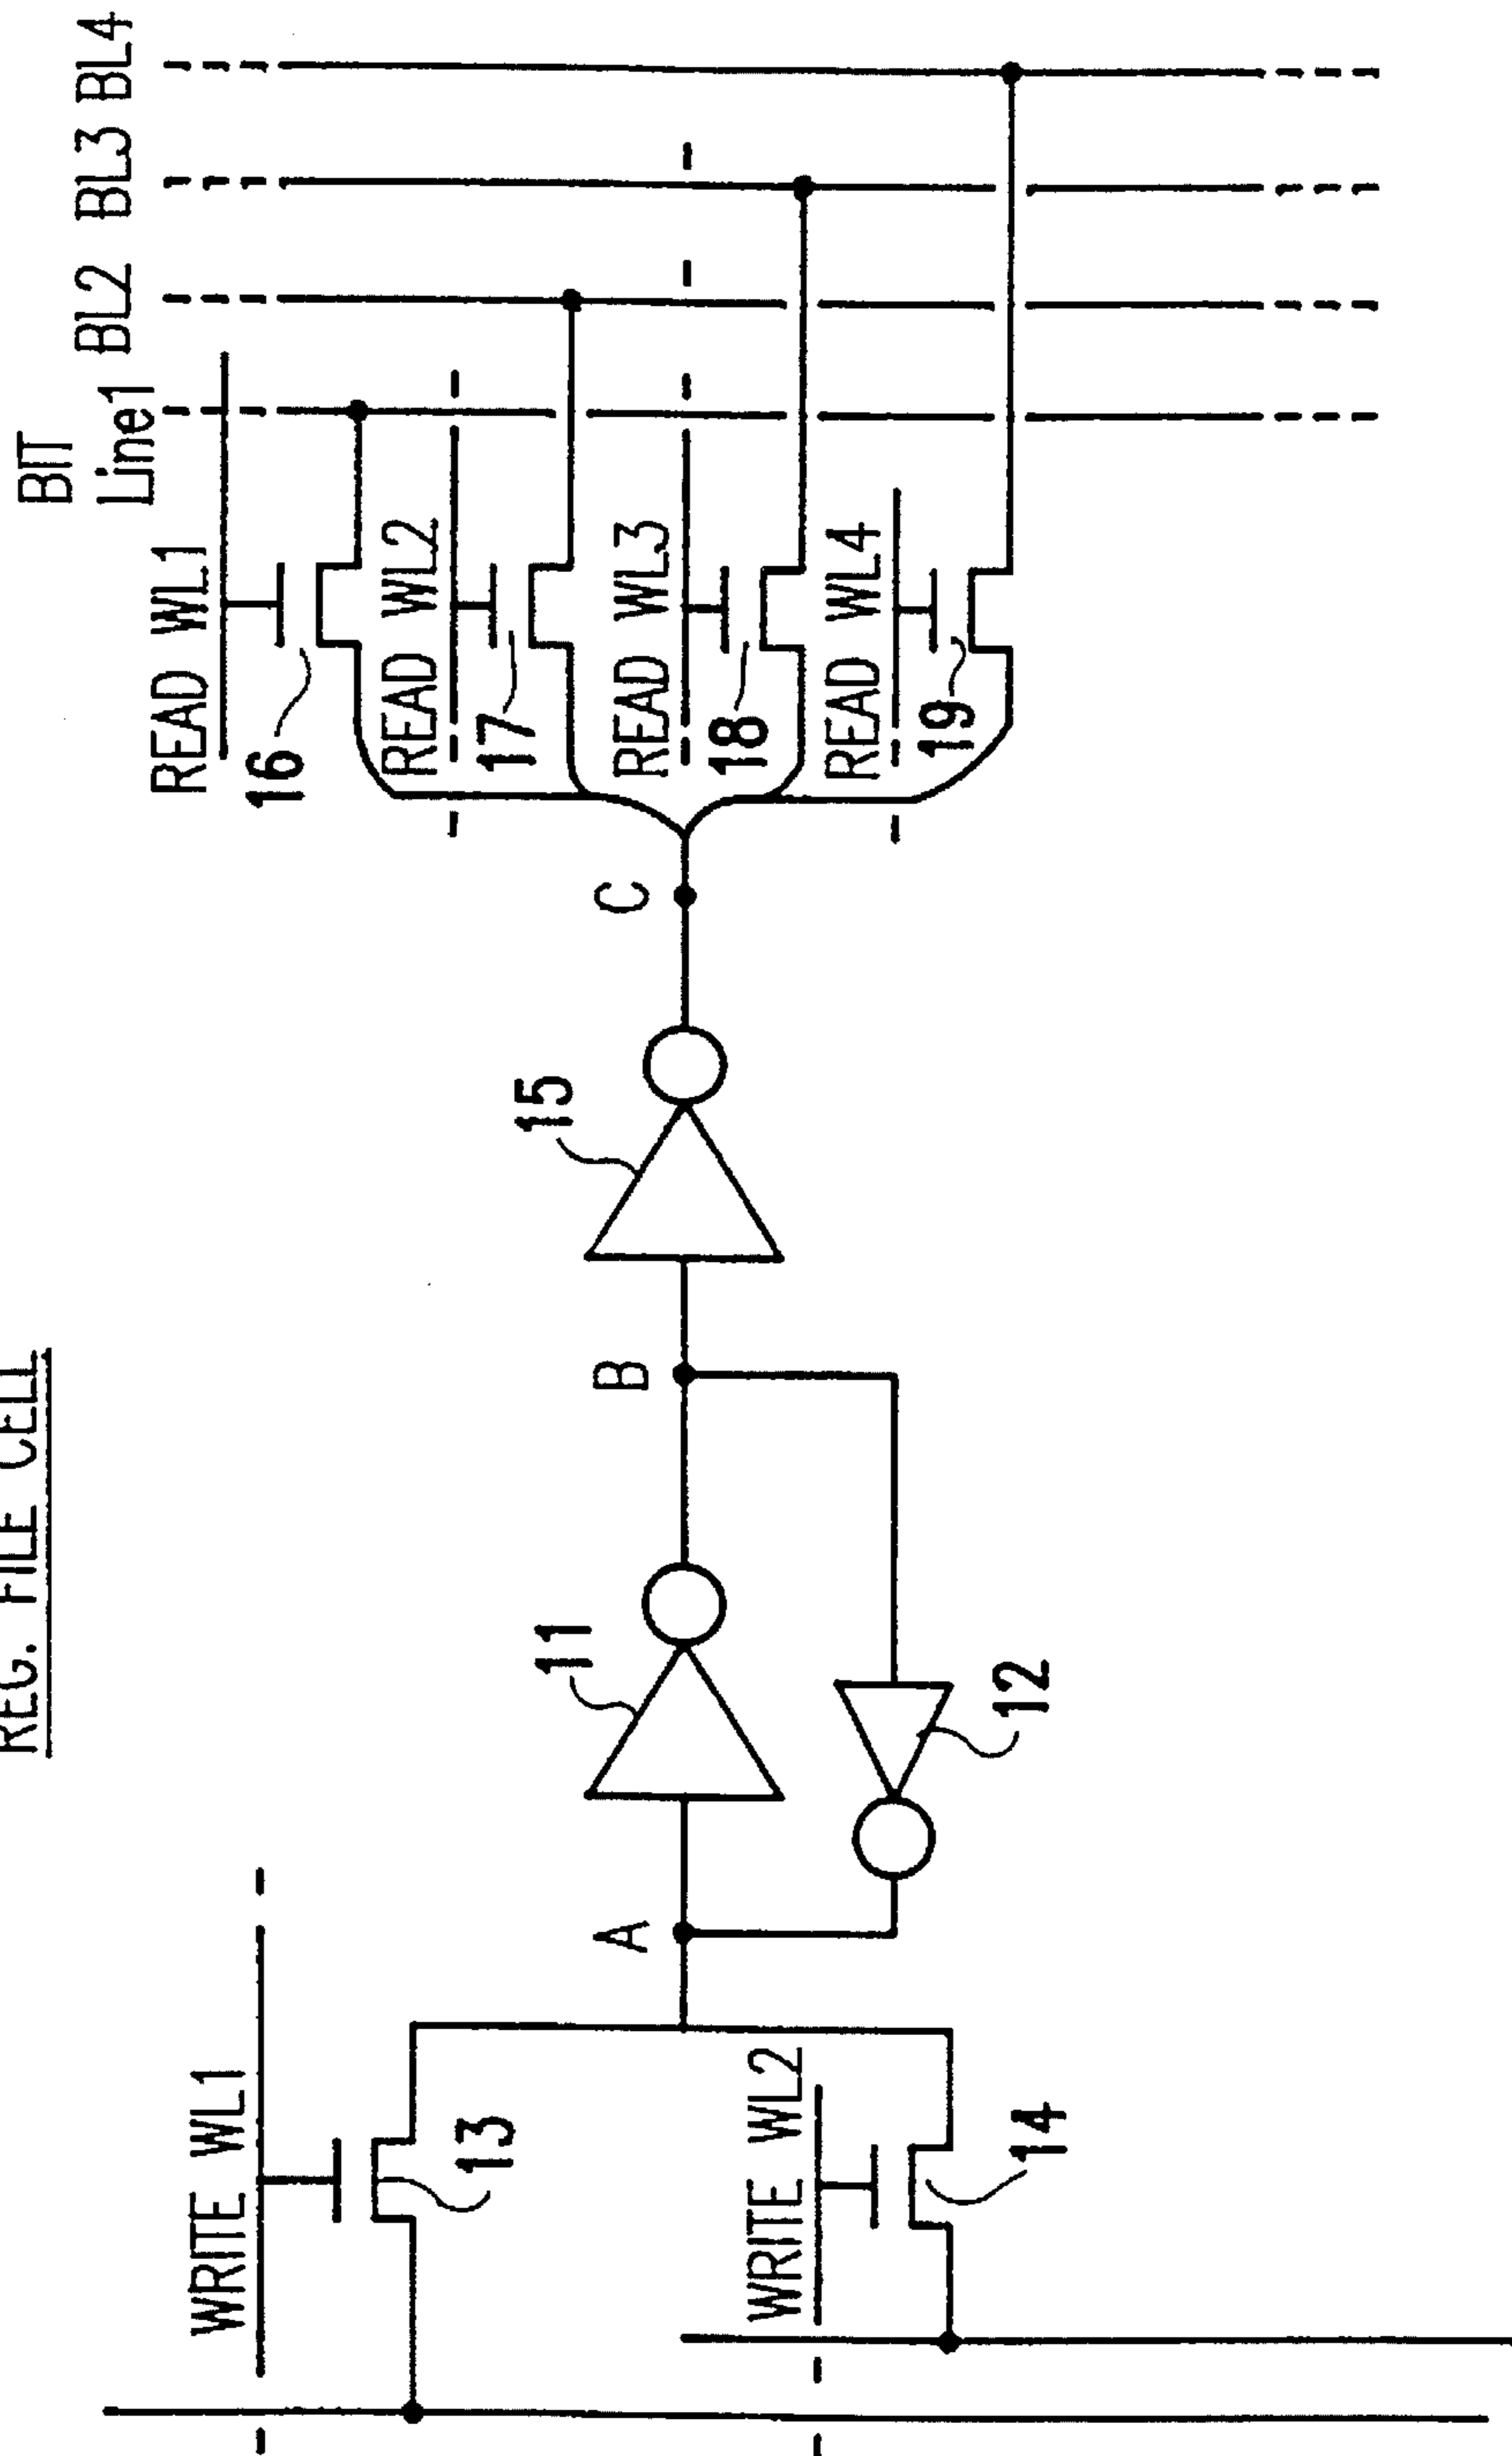 REG. FILE CELL
WRITE WL1
13
WRITE WL2
14
A
11
12
B
15
C
READ WL1
16
READ WL2
17
READ WL3
18
READ WL4
19
BIT
Line1
BL2
BL3
BL4